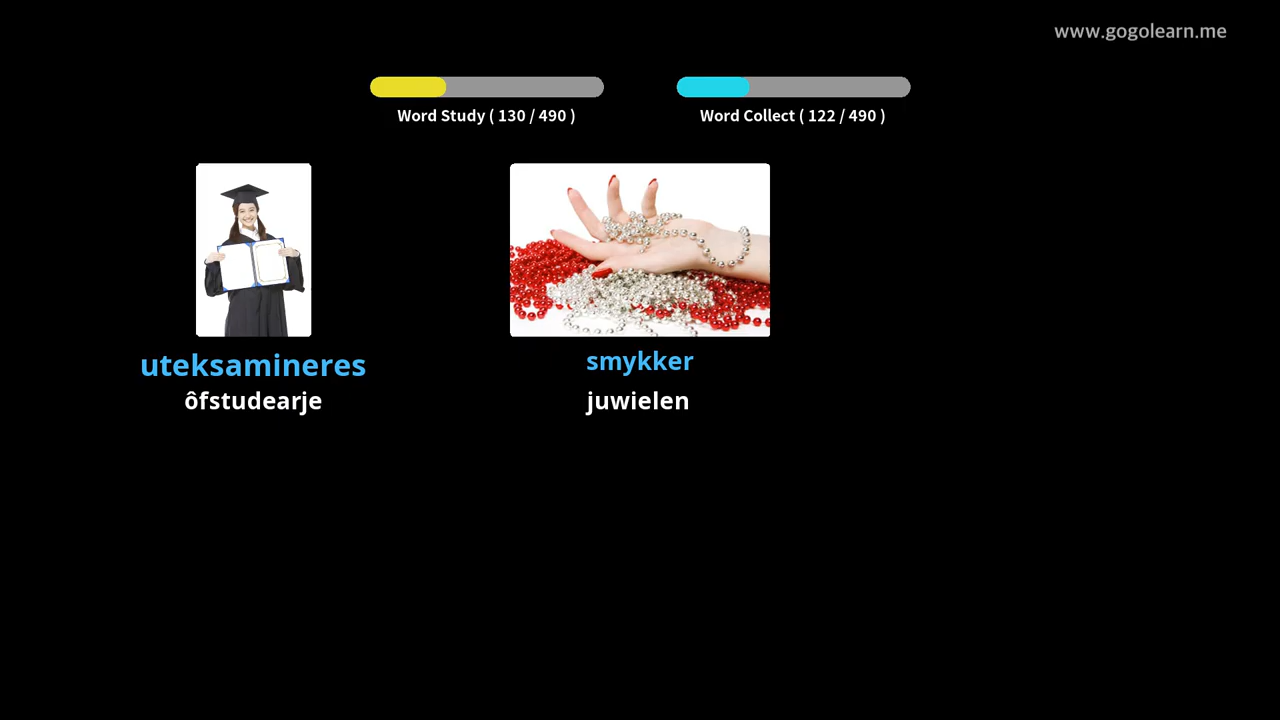 www.gogolearn.me
Word Study ( 130 / 490 )
Word Collect ( 122 / 490 )
uteksamineres
ôfstudearje
smykker
juwielen